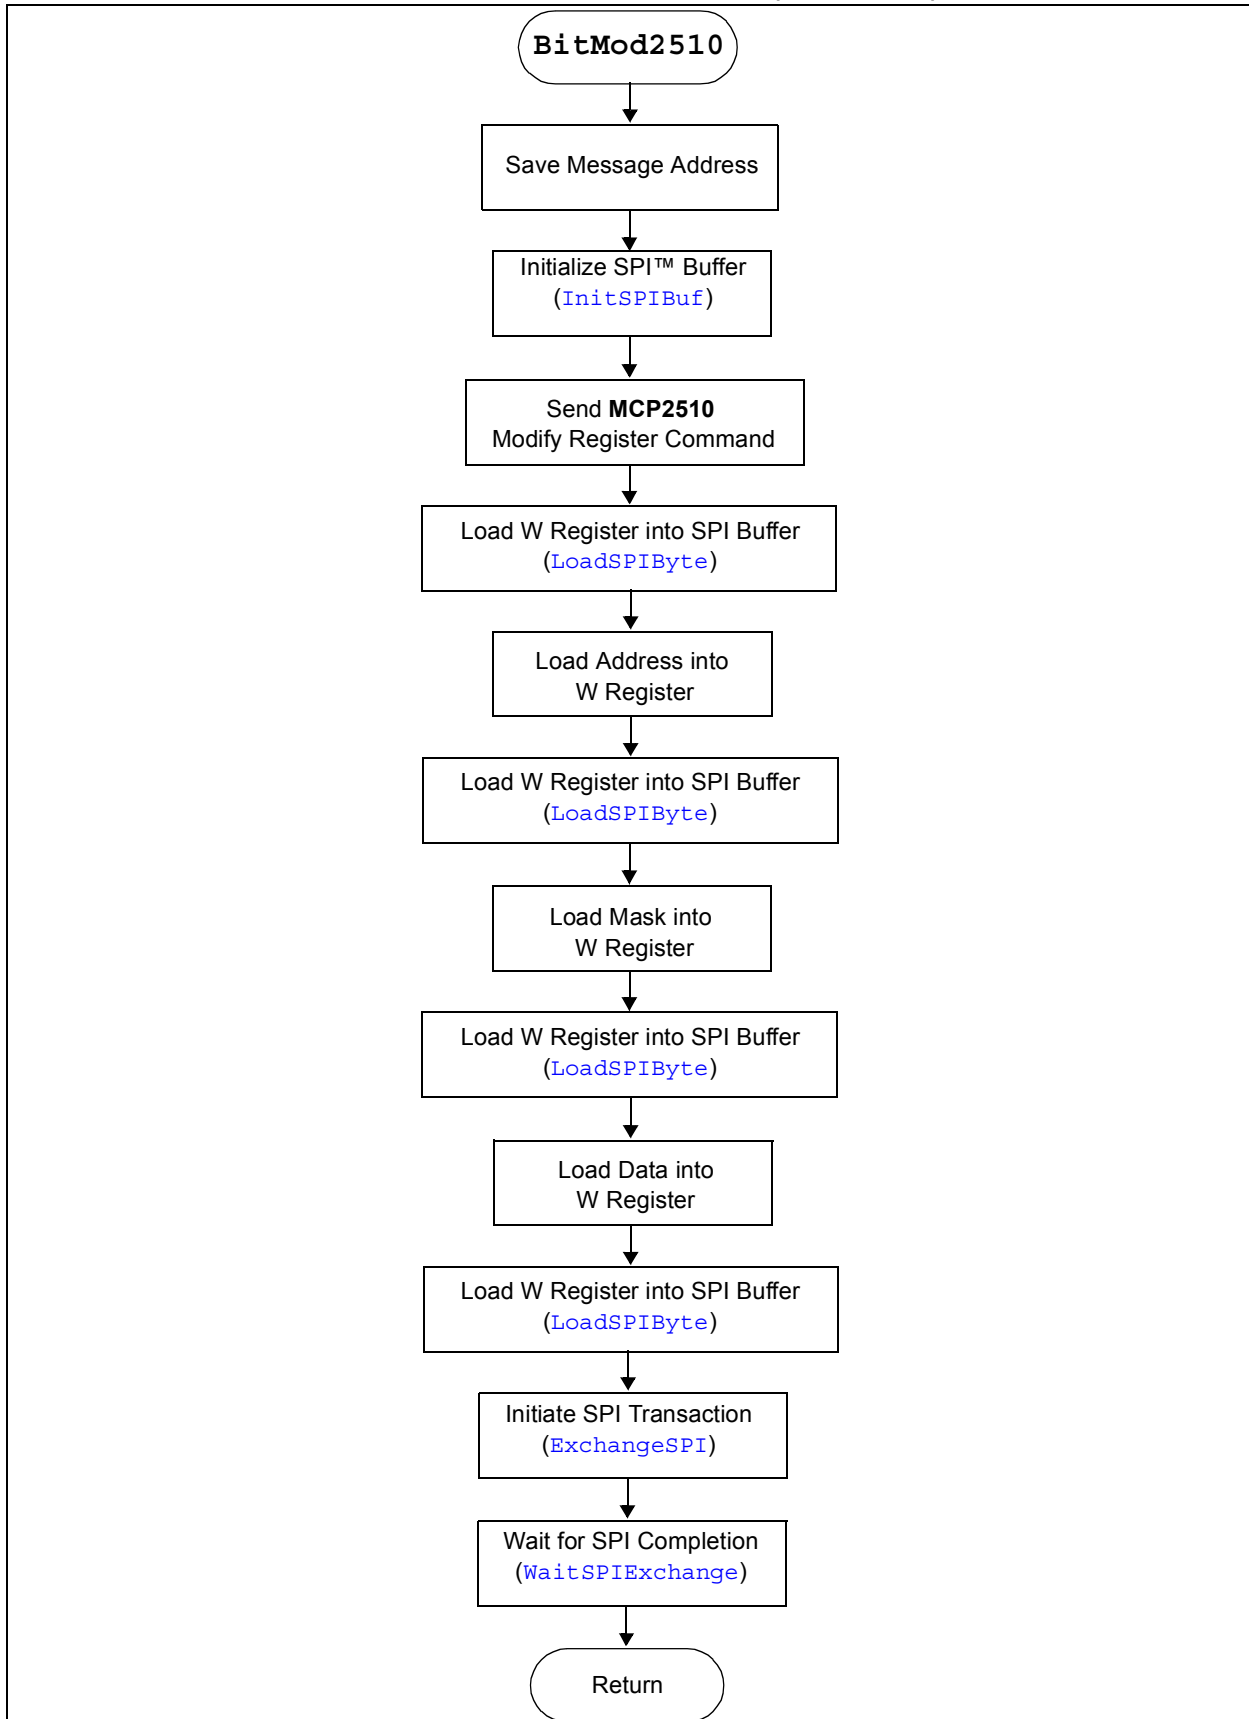 BitMod2510
Save Message Address
Initialize SPI™ Buffer
(InitSPIBuf)
Send MCP2510
Modify Register Command
Load W Register into SPI Buffer
(LoadSPIByte)
Load Address into
W Register
Load W Register into SPI Buffer
(LoadSPIByte)
Load Mask into
W Register
Load W Register into SPI Buffer
(LoadSPIByte)
Load Data into
W Register
Load W Register into SPI Buffer
(LoadSPIByte)
Initiate SPI Transaction
(ExchangeSPI)
Wait for SPI Completion
(WaitSPIExchange)
Return